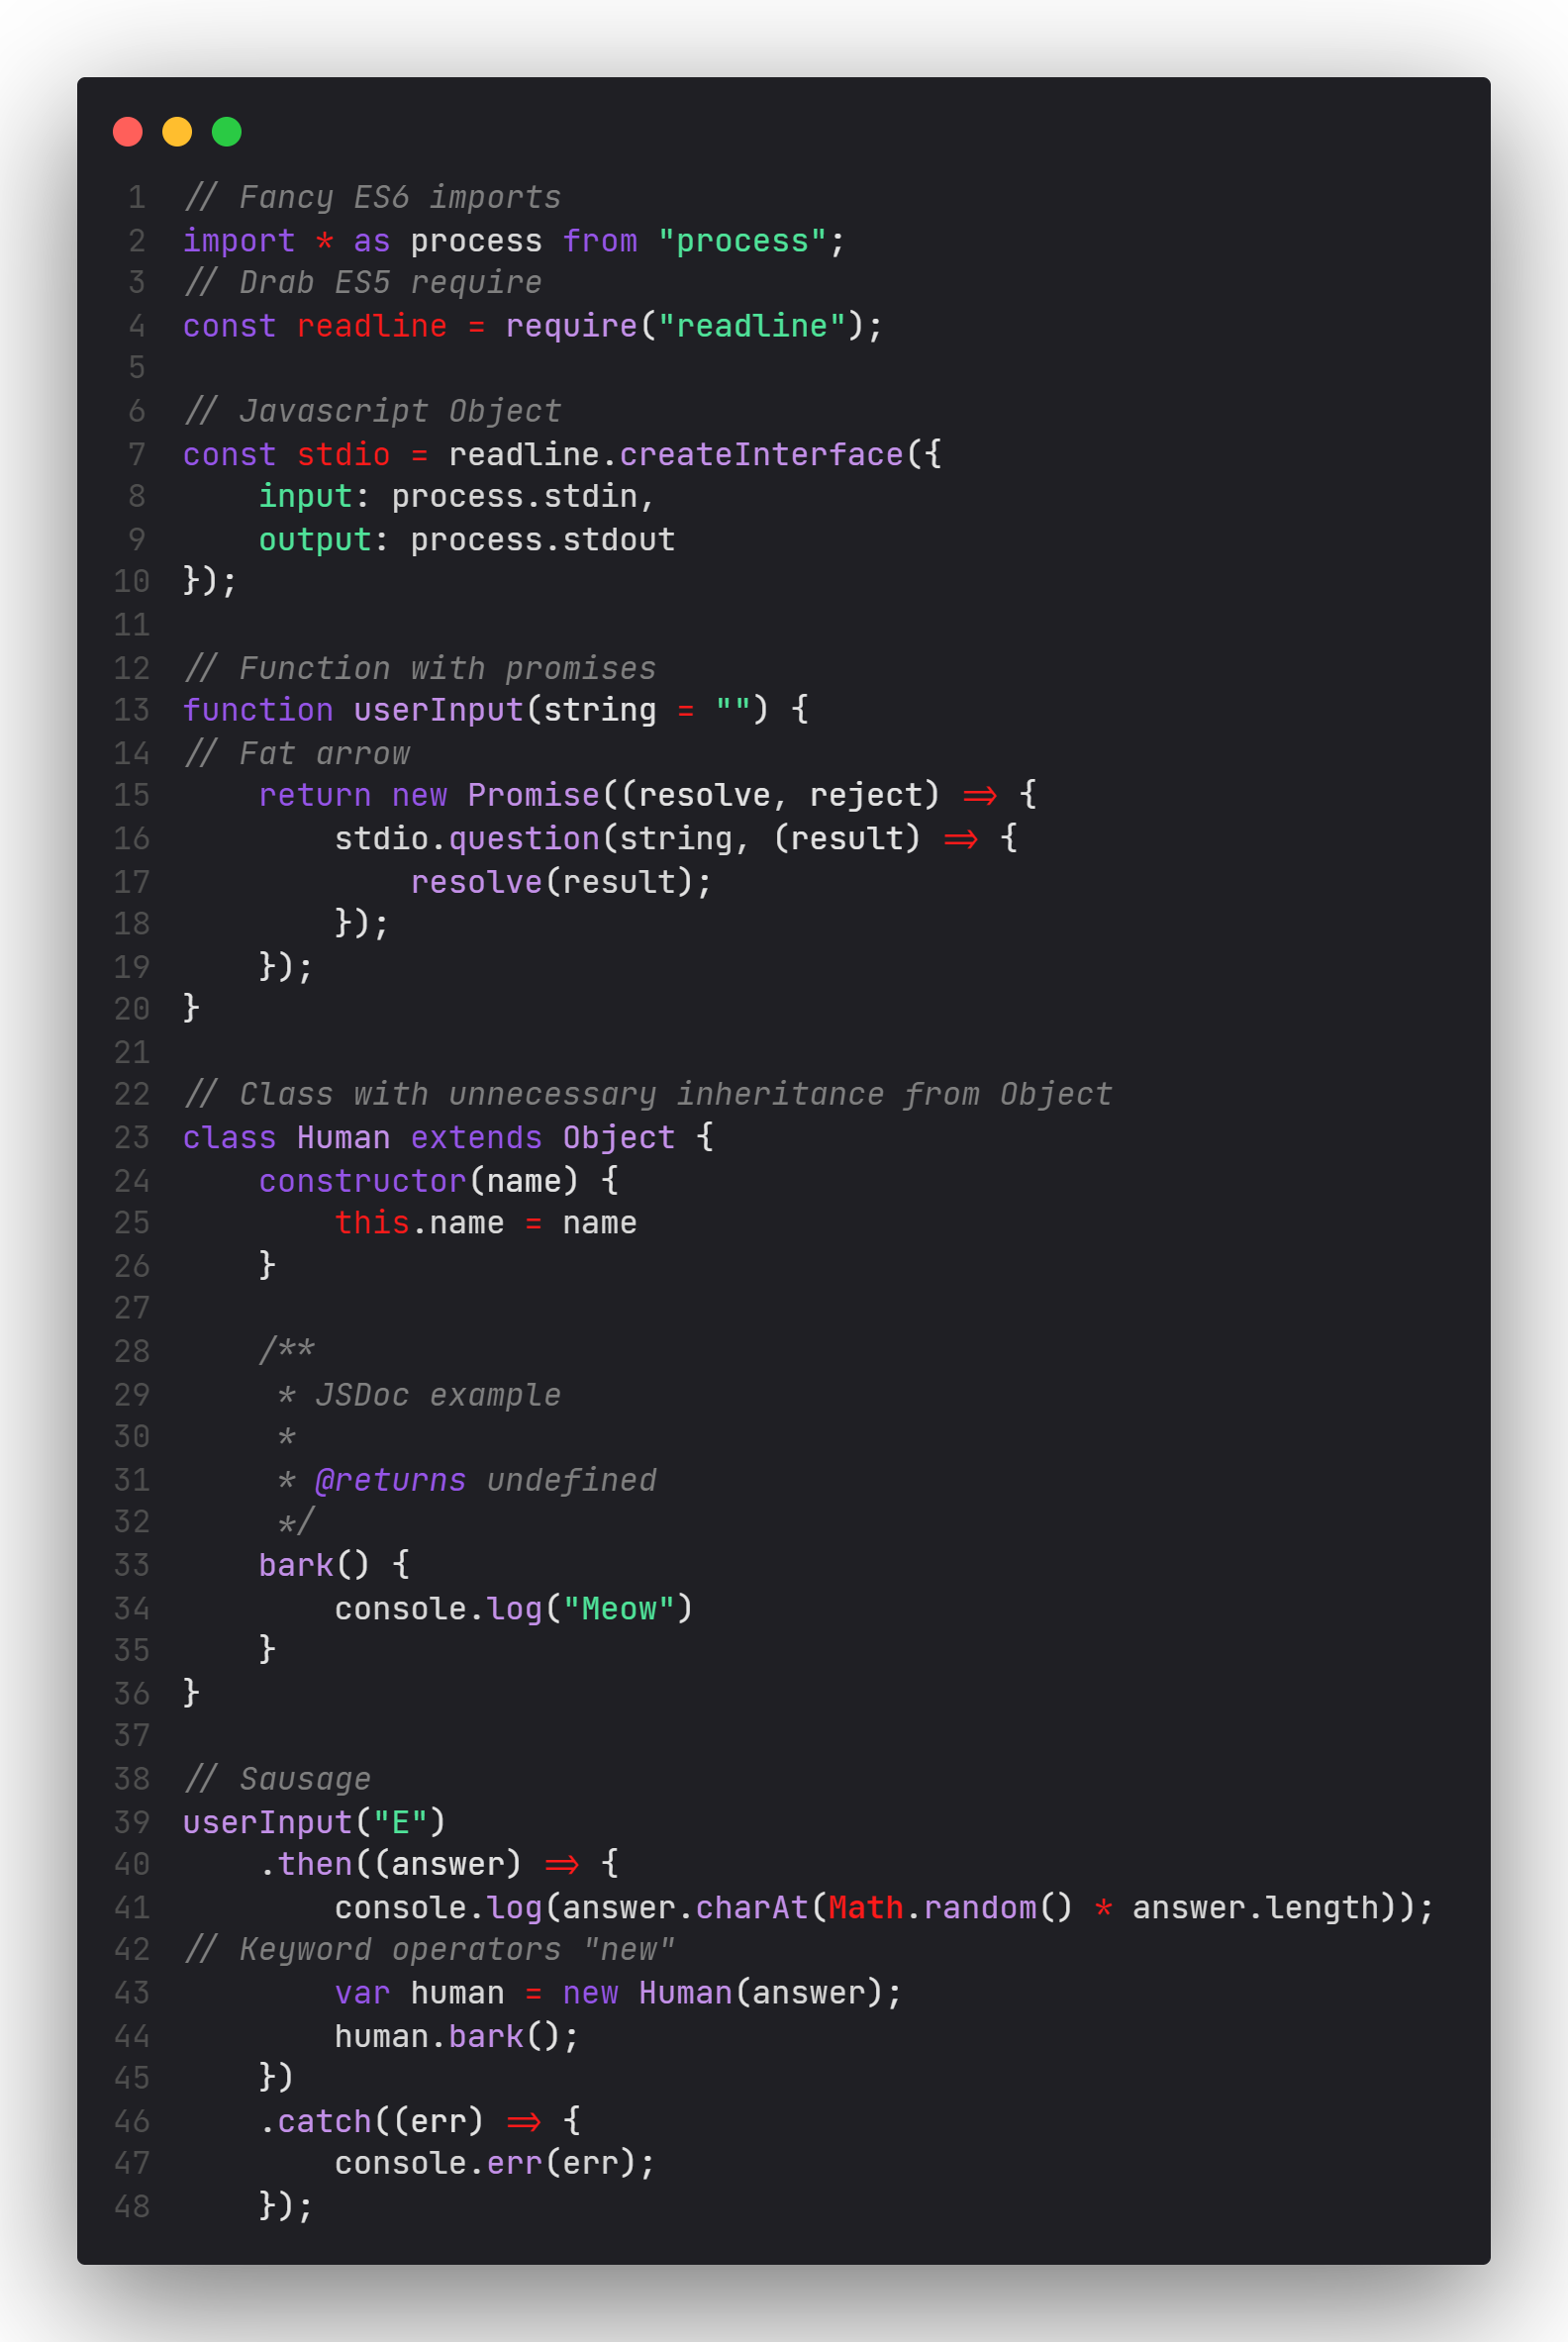 1 // Fancy ES6 imports
2 import * as process from "process";
3 // Drab ES5 require
4 const readline = require("readline");
5
6 // Javascript Object
7 const stdio = readline.createInterface({
8     input: process.stdin,
9     output: process.stdout
10 });
11
12 // Function with promises
13 function userInput(string = "") {
14 // Fat arrow
15     return new Promise((resolve, reject) => {
16         stdio.question(string, (result) => {
17             resolve(result);
18         });
19     });
20 }
21
22 // Class with unnecessary inheritance from Object
23 class Human extends Object {
24     constructor(name) {
25         this.name = name
26     }
27
28     /**
29      * JSDoc example
30      *
31      * @returns undefined
32      */
33     bark() {
34         console.log("Meow")
35     }
36 }
37
38 // Sausage
39 userInput("E")
40     .then((answer) => {
41         console.log(answer.charAt(Math.random() * answer.length));
42 // Keyword operators "new"
43         var human = new Human(answer);
44         human.bark();
45     })
46     .catch((err) => {
47         console.err(err);
48     });